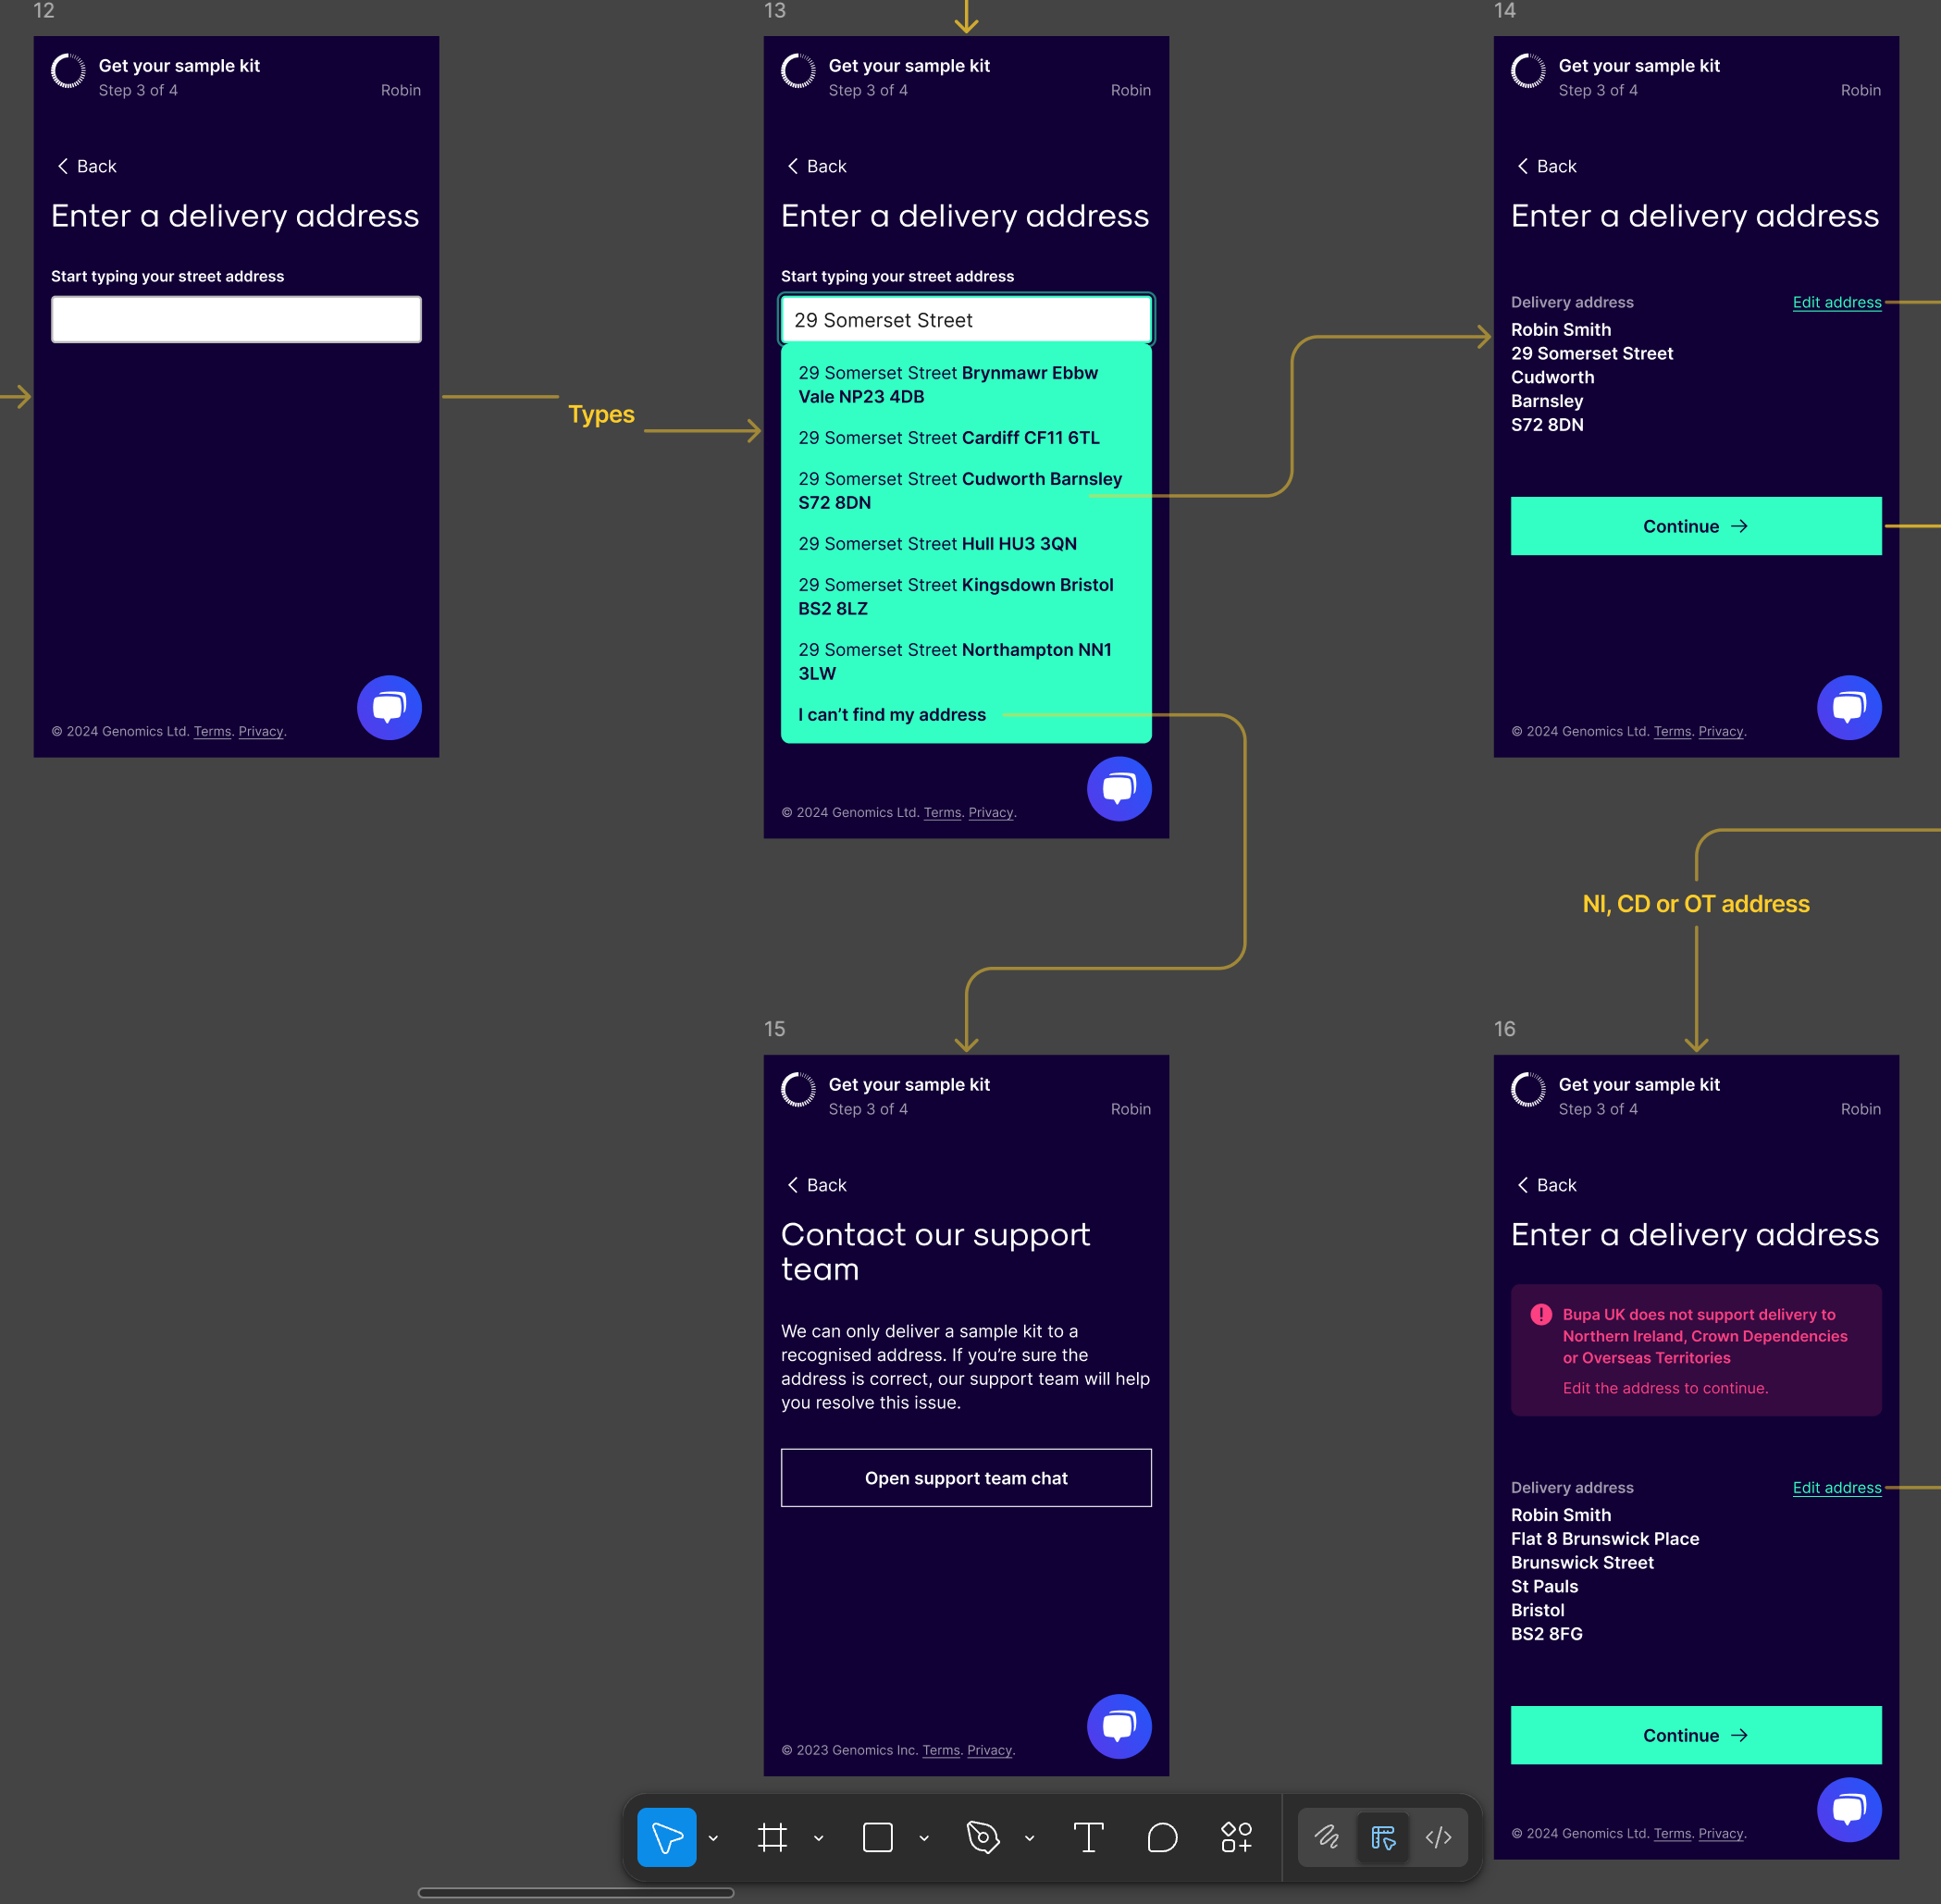 12
Get your sample kit
Step 3 of 4
Robin
Back
Enter a delivery address
Start typing your street address
© 2024 Genomics Ltd. Terms. Privacy.
Types
13
Get your sample kit
Step 3 of 4
Robin
Back
Enter a delivery address
Start typing your street address
29 Somerset Street
29 Somerset Street Brynmawr Ebbw
Vale NP23 4DB
29 Somerset Street Cardiff CF11 6TL
29 Somerset Street Cudworth Barnsley
S72 8DN
29 Somerset Street Hull HU3 3QN
29 Somerset Street Kingsdown Bristol
BS2 8LZ
29 Somerset Street Northampton NN1
3LW
I can’t find my address
© 2024 Genomics Ltd. Terms. Privacy.
14
Get your sample kit
Step 3 of 4
Robin
Back
Enter a delivery address
Delivery address
Edit address
Robin Smith
29 Somerset Street
Cudworth
Barnsley
S72 8DN
Continue
© 2024 Genomics Ltd. Terms. Privacy.
NI, CD or OT address
15
Get your sample kit
Step 3 of 4
Robin
Back
Contact our support
team
We can only deliver a sample kit to a
recognised address. If you’re sure the
address is correct, our support team will help
you resolve this issue.
Open support team chat
© 2023 Genomics Inc. Terms. Privacy.
16
Get your sample kit
Step 3 of 4
Robin
Back
Enter a delivery address
Bupa UK does not support delivery to
Northern Ireland, Crown Dependencies
or Overseas Territories
Edit the address to continue.
Delivery address
Edit address
Robin Smith
Flat 8 Brunswick Place
Brunswick Street
St Pauls
Bristol
BS2 8FG
Continue
© 2024 Genomics Ltd. Terms. Privacy.